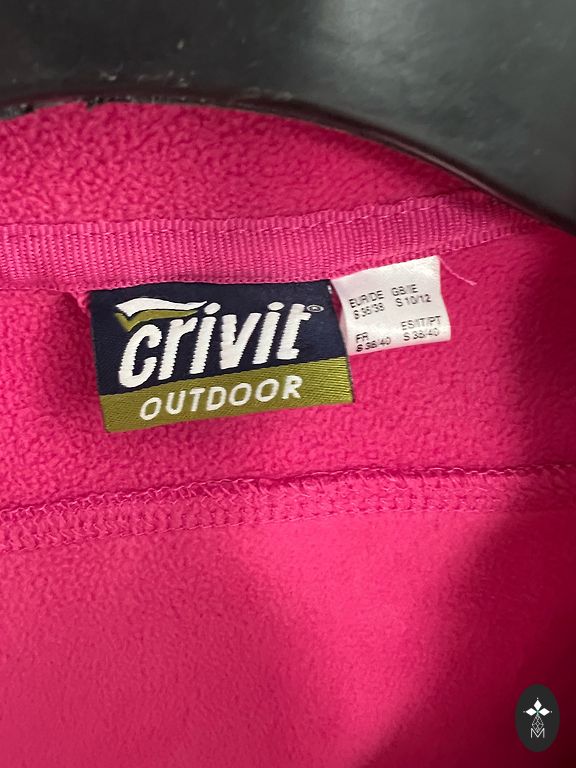 crivit®
OUTDOOR
EUR/DE GB/IE
S 36/38 S 10/12
FR ES/IT/PT
S 38/40 S 38/40